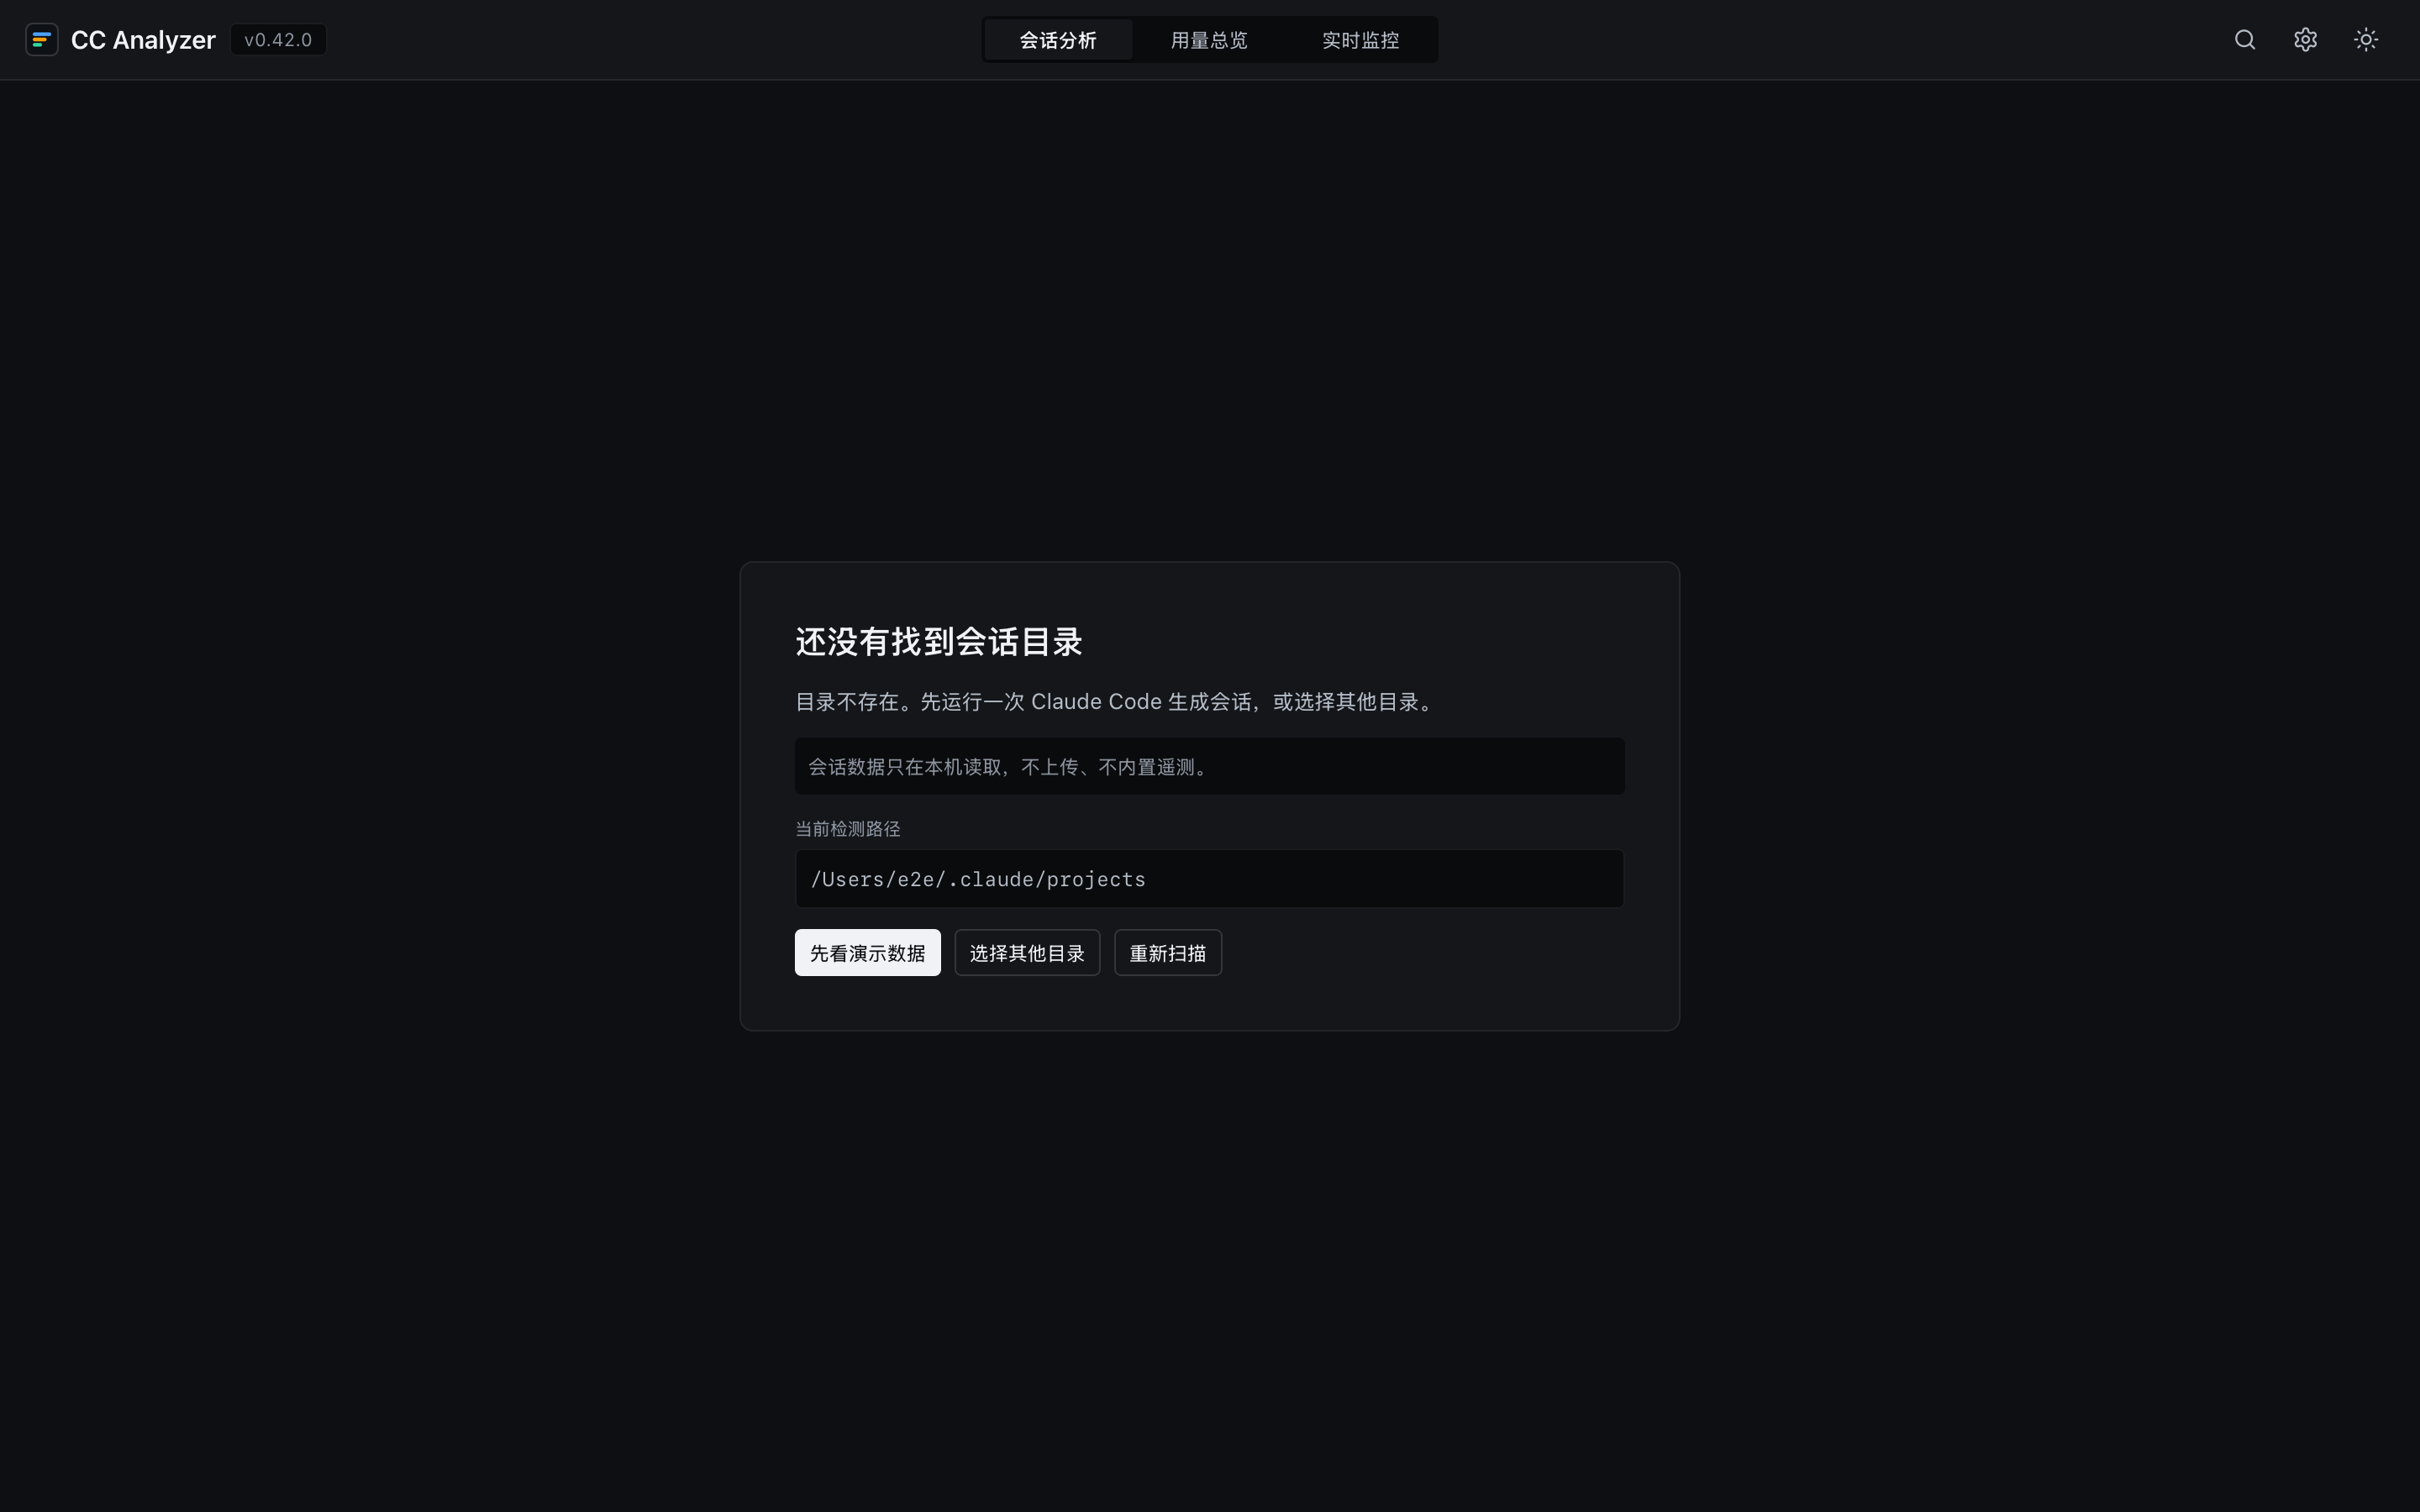 CC Analyzer v0.42.0
会话分析 用量总览 实时监控
还没有找到会话目录
目录不存在。先运行一次 Claude Code 生成会话，或选择其他目录。
会话数据只在本机读取，不上传、不内置遥测。
当前检测路径
/Users/e2e/.claude/projects
先看演示数据 选择其他目录 重新扫描